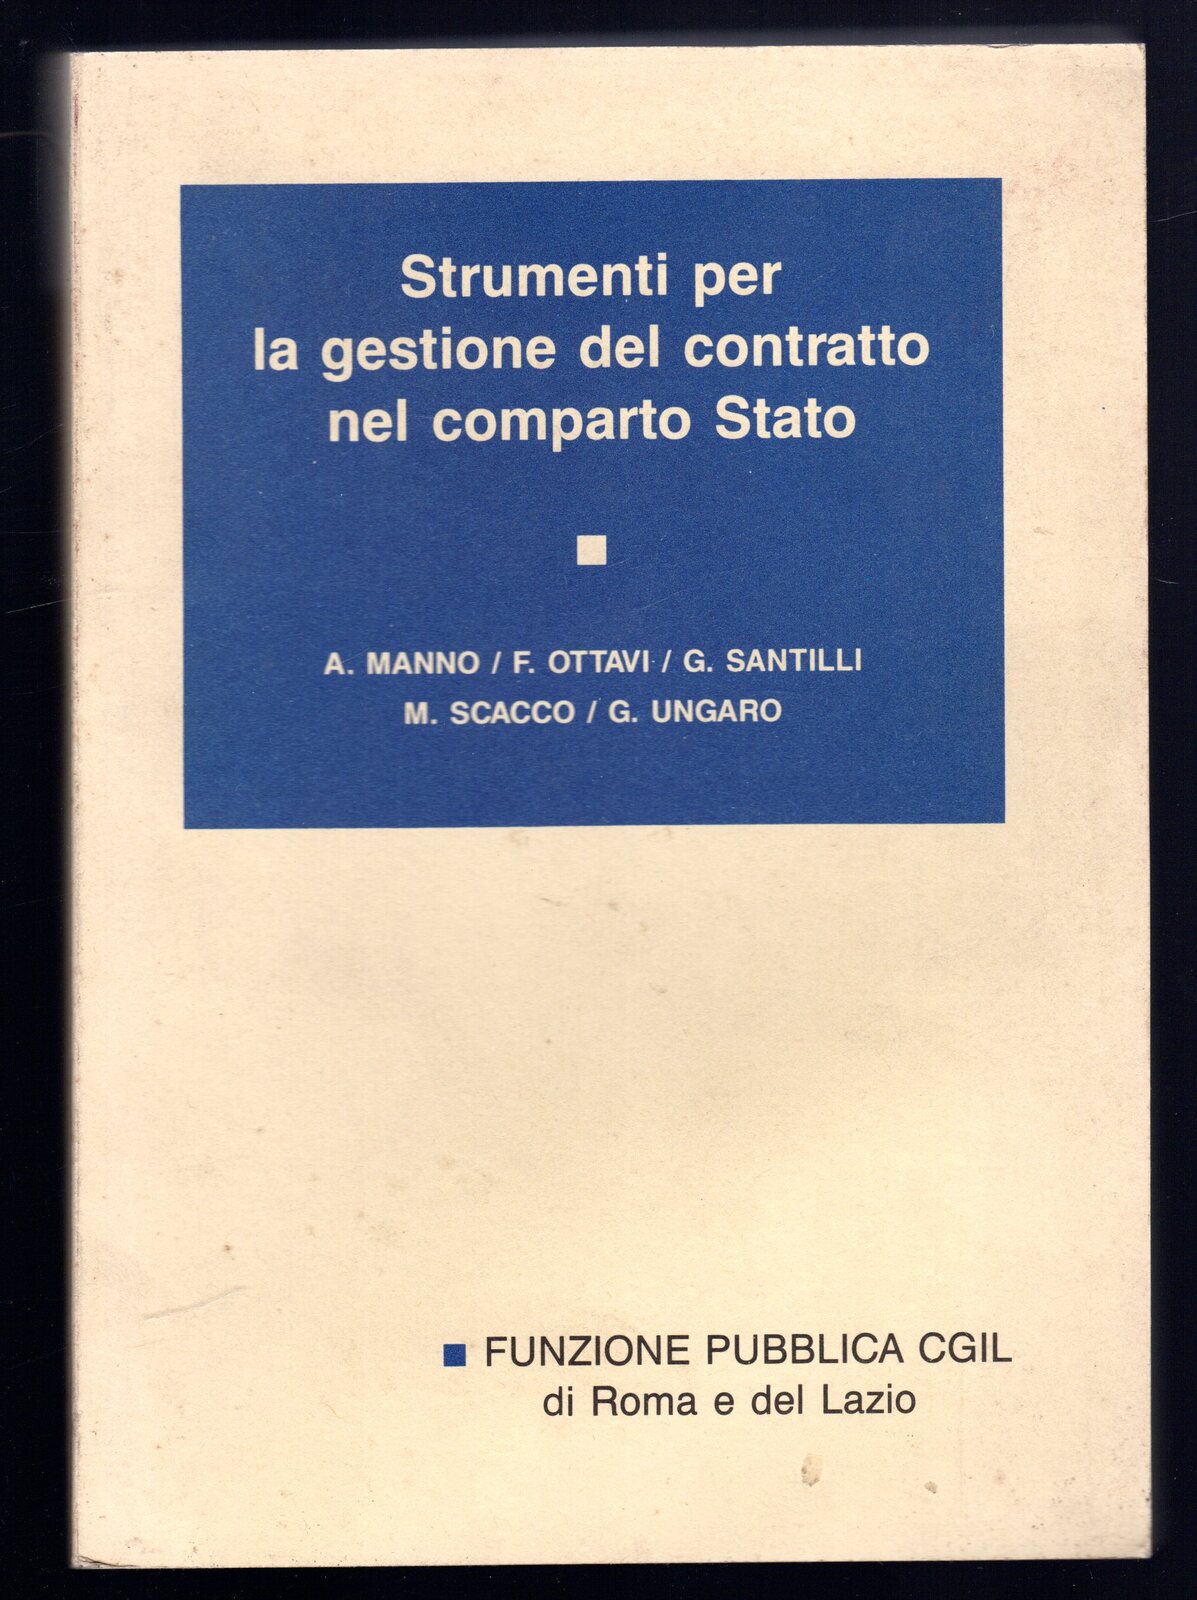 Strumenti per
la gestione del contratto
nel comparto Stato
A. MANNO / F. OTTAVI / G. SANTILLI
M. SCACCO / G. UNGARO
FUNZIONE PUBBLICA CGIL
di Roma e del Lazio